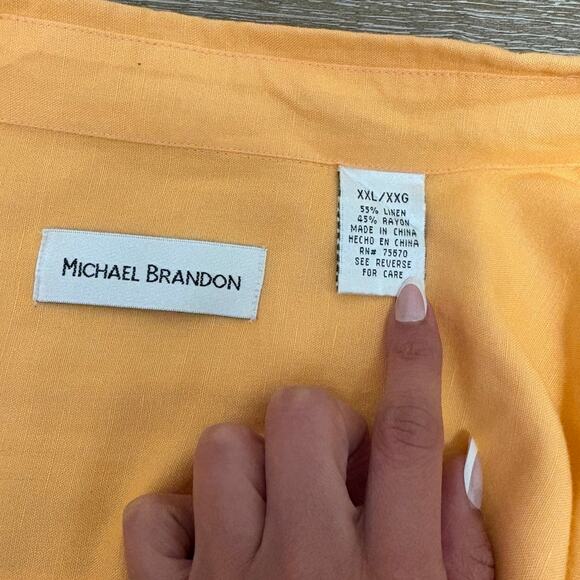 MICHAEL BRANDON
XXL/XXG
55% LINEN
45% RAYON
MADE IN CHINA
HECHO EN CHINA
RN# 75670
SEE REVERSE
FOR CARE